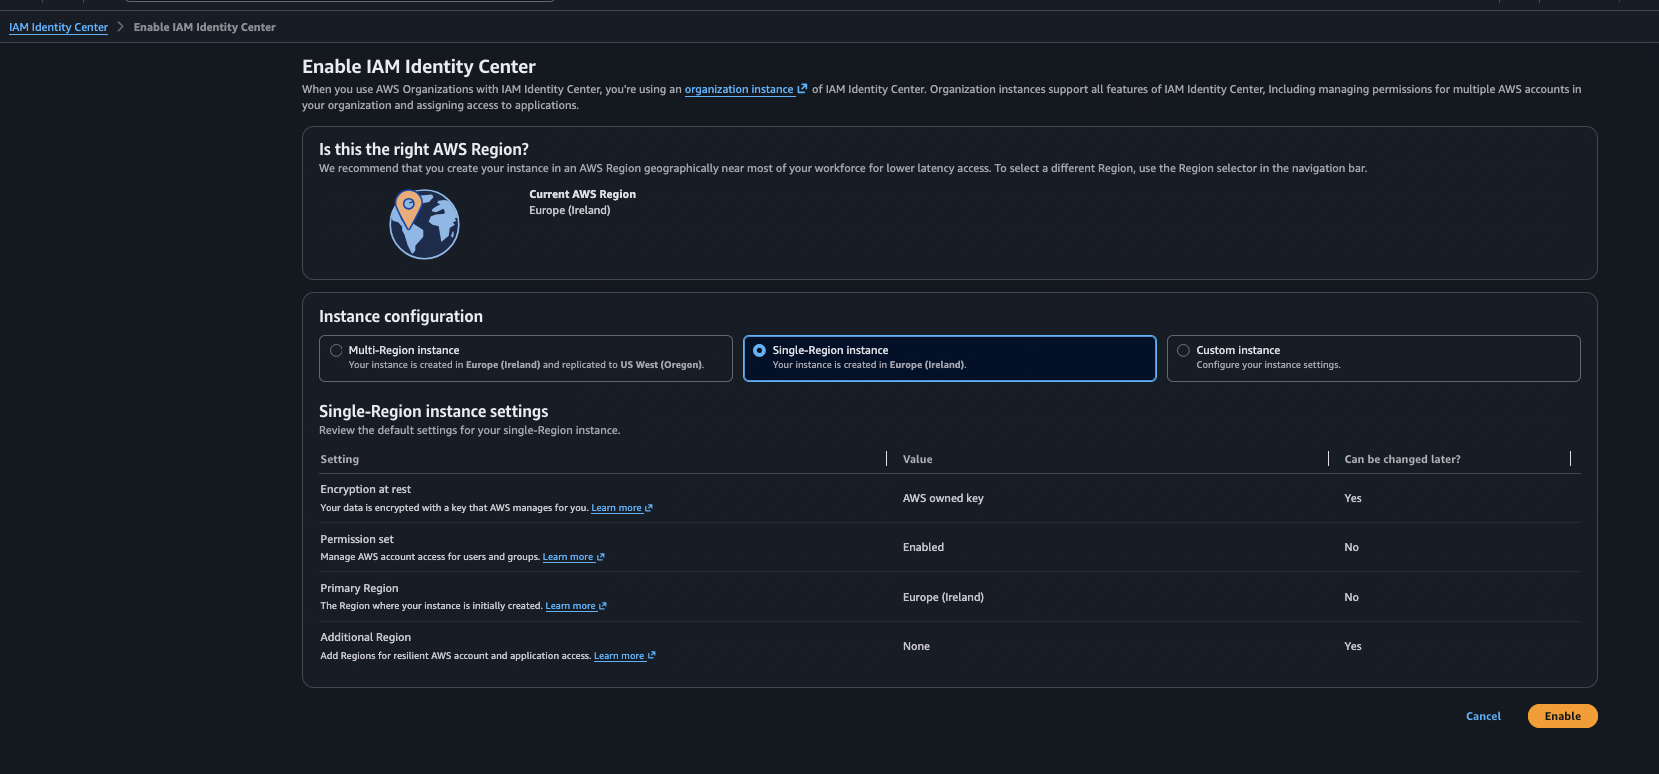 IAM Identity Center > Enable IAM Identity Center
Enable IAM Identity Center
When you use AWS Organizations with IAM Identity Center, you're using an organization instance of IAM Identity Center. Organization instances support all features of IAM Identity Center, Including managing permissions for multiple AWS accounts in
your organization and assigning access to applications.
Is this the right AWS Region?
We recommend that you create your instance in an AWS Region geographically near most of your workforce for lower latency access. To select a different Region, use the Region selector in the navigation bar.
Current AWS Region
Europe (Ireland)
Instance configuration
Multi-Region instance
Your instance is created in Europe (Ireland) and replicated to US West (Oregon).
Single-Region instance
Your instance is created in Europe (Ireland).
Custom instance
Configure your instance settings.
Single-Region instance settings
Review the default settings for your single-Region instance.
Setting Value Can be changed later?
Encryption at rest
Your data is encrypted with a key that AWS manages for you. Learn more
AWS owned key Yes
Permission set
Manage AWS account access for users and groups. Learn more
Enabled No
Primary Region
The Region where your instance is initially created. Learn more
Europe (Ireland) No
Additional Region
Add Regions for resilient AWS account and application access. Learn more
None Yes
Cancel Enable